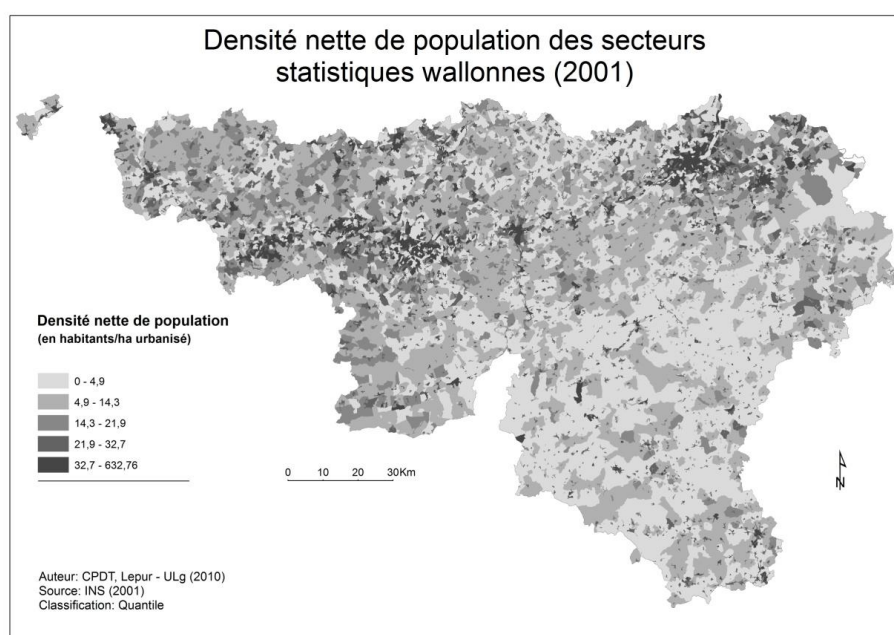 Densité nette de population des secteurs
statistiques wallonnes (2001)
Densité nette de population
(en habitants/ha urbanisé)
0 - 4,9
4,9 - 14,3
14,3 - 21,9
21,9 - 32,7
32,7 - 632,76
0 10 20 30Km
N
Auteur: CPDT, Lepur - ULg (2010)
Source: INS (2001)
Classification: Quantile